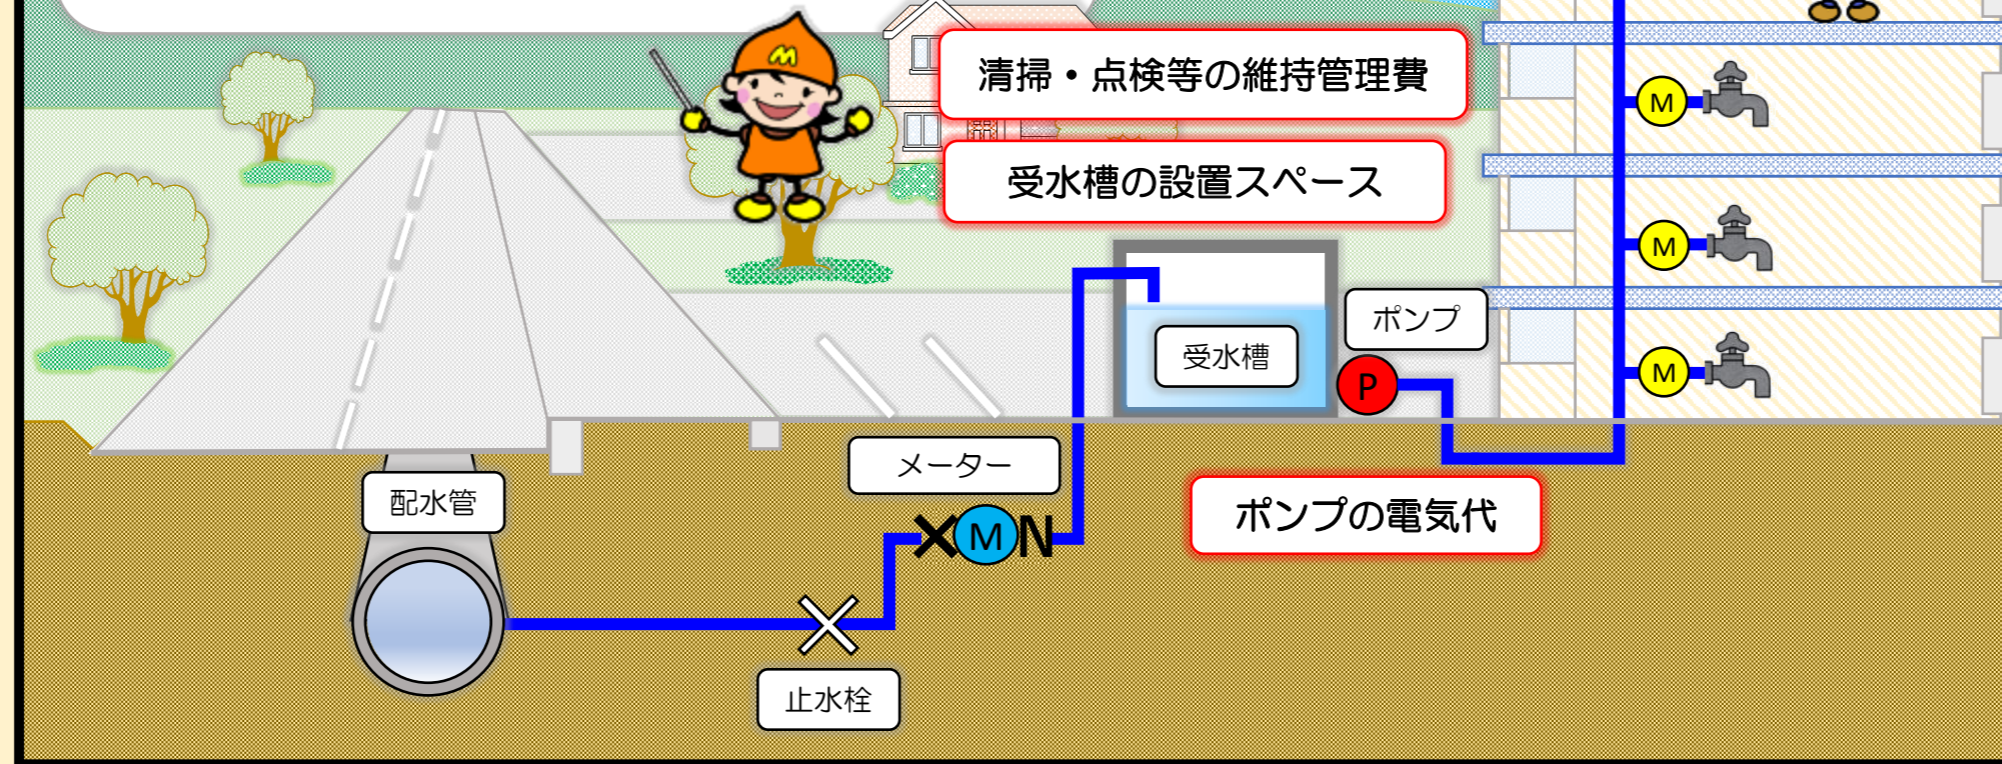 M
清掃・点検等の維持管理費
M
受水槽の設置スペース
M
ポンプ
受水槽
P
M
メーター
配水管
M N
ポンプの電気代
止水栓